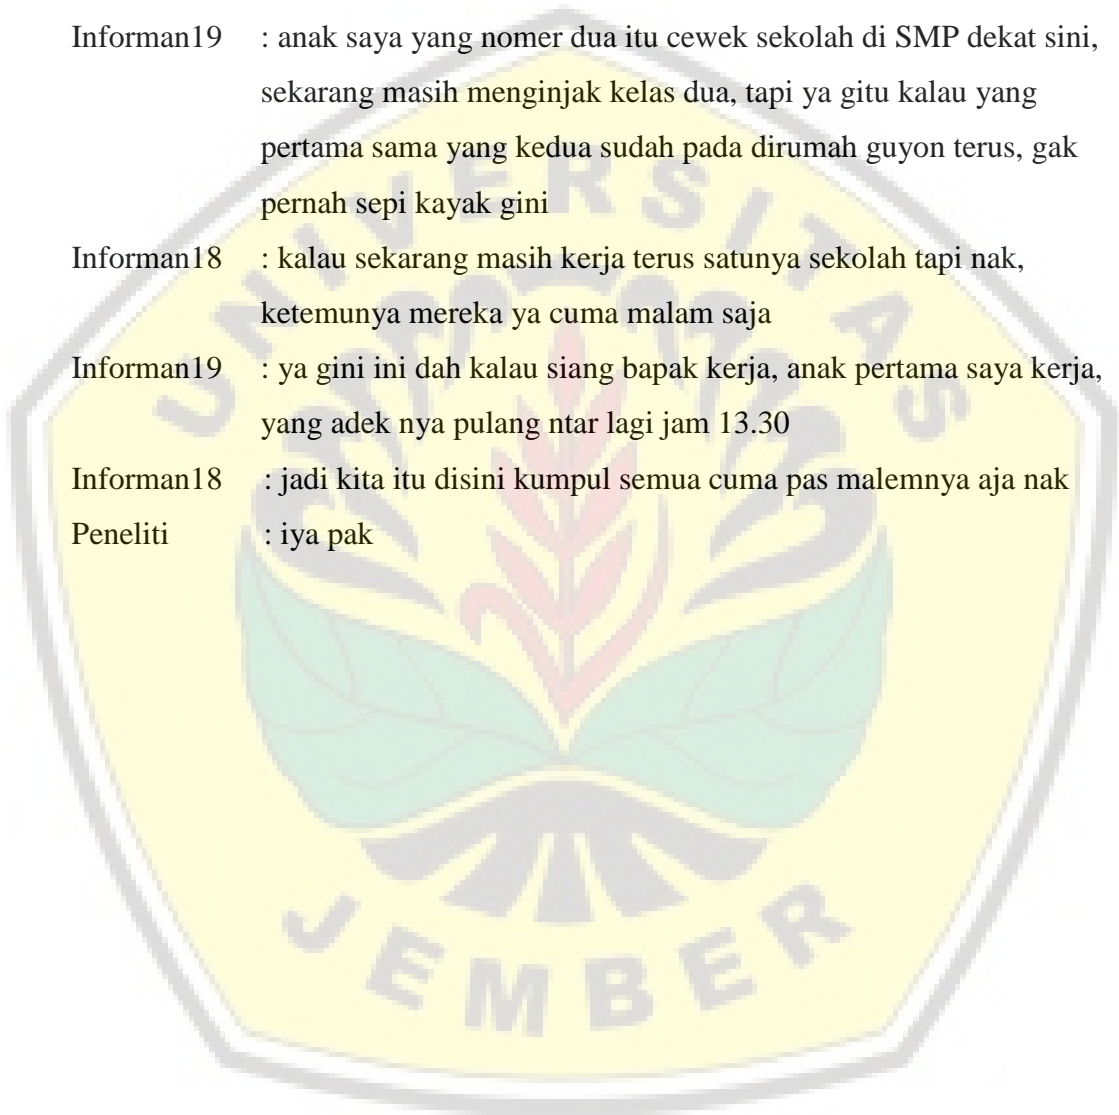 Informan19 : anak saya yang nomer dua itu cewek sekolah di SMP dekat sini,
sekarang masih menginjak kelas dua, tapi ya gitu kalau yang
pertama sama yang kedua sudah pada dirumah guyon terus, gak
pernah sepi kayak gini
Informan18 : kalau sekarang masih kerja terus satunya sekolah tapi nak,
ketemunya mereka ya cuma malam saja
Informan19 : ya gini ini dah kalau siang bapak kerja, anak pertama saya kerja,
yang adek nya pulang ntar lagi jam 13.30
Informan18 : jadi kita itu disini kumpul semua cuma pas malemnya aja nak
Peneliti : iya pak
UNIVERSITAS
JEMBER